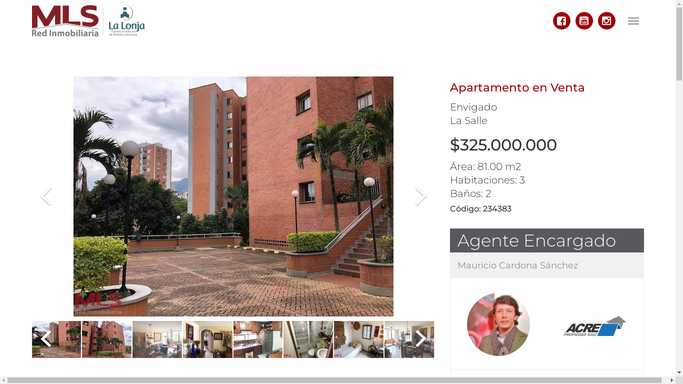 MLS
Red Inmobiliaria
La Lonja
Apartamento en Venta
Envigado
La Salle
$325.000.000
Área: 81.00 m2
Habitaciones: 3
Baños: 2
Código: 234383
Agente Encargado
Mauricio Cardona Sánchez
MLS
ACRE